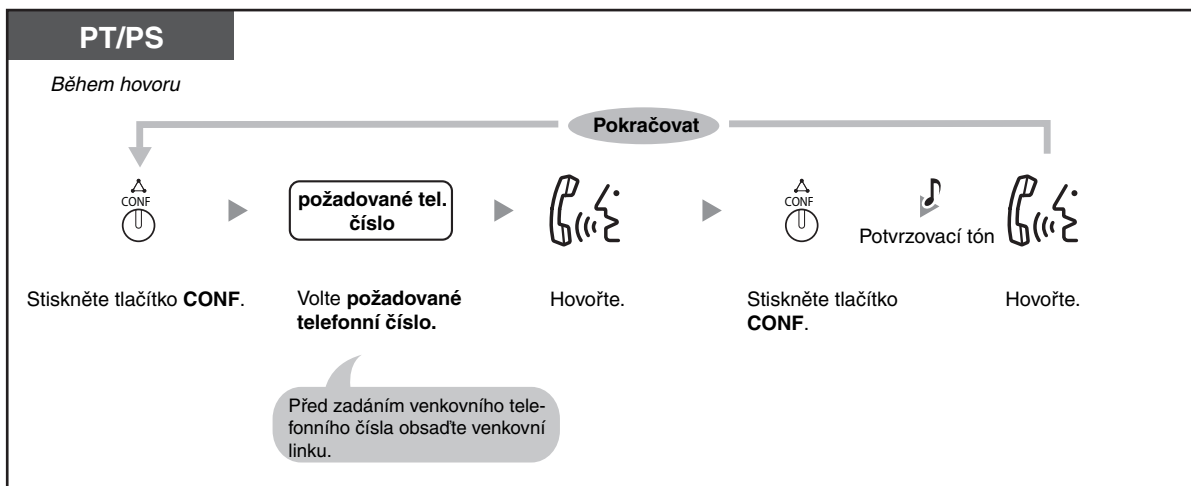 PT/PS
Během hovoru
Pokračovat
CONF
požadované tel.
číslo
CONF
Potvrzovací tón
Stiskněte tlačítko CONF.
Volte požadované
telefonní číslo.
Hovořte.
Stiskněte tlačítko
CONF.
Hovořte.
Před zadáním venkovního tele-
fonního čísla obsaďte venkovní
linku.